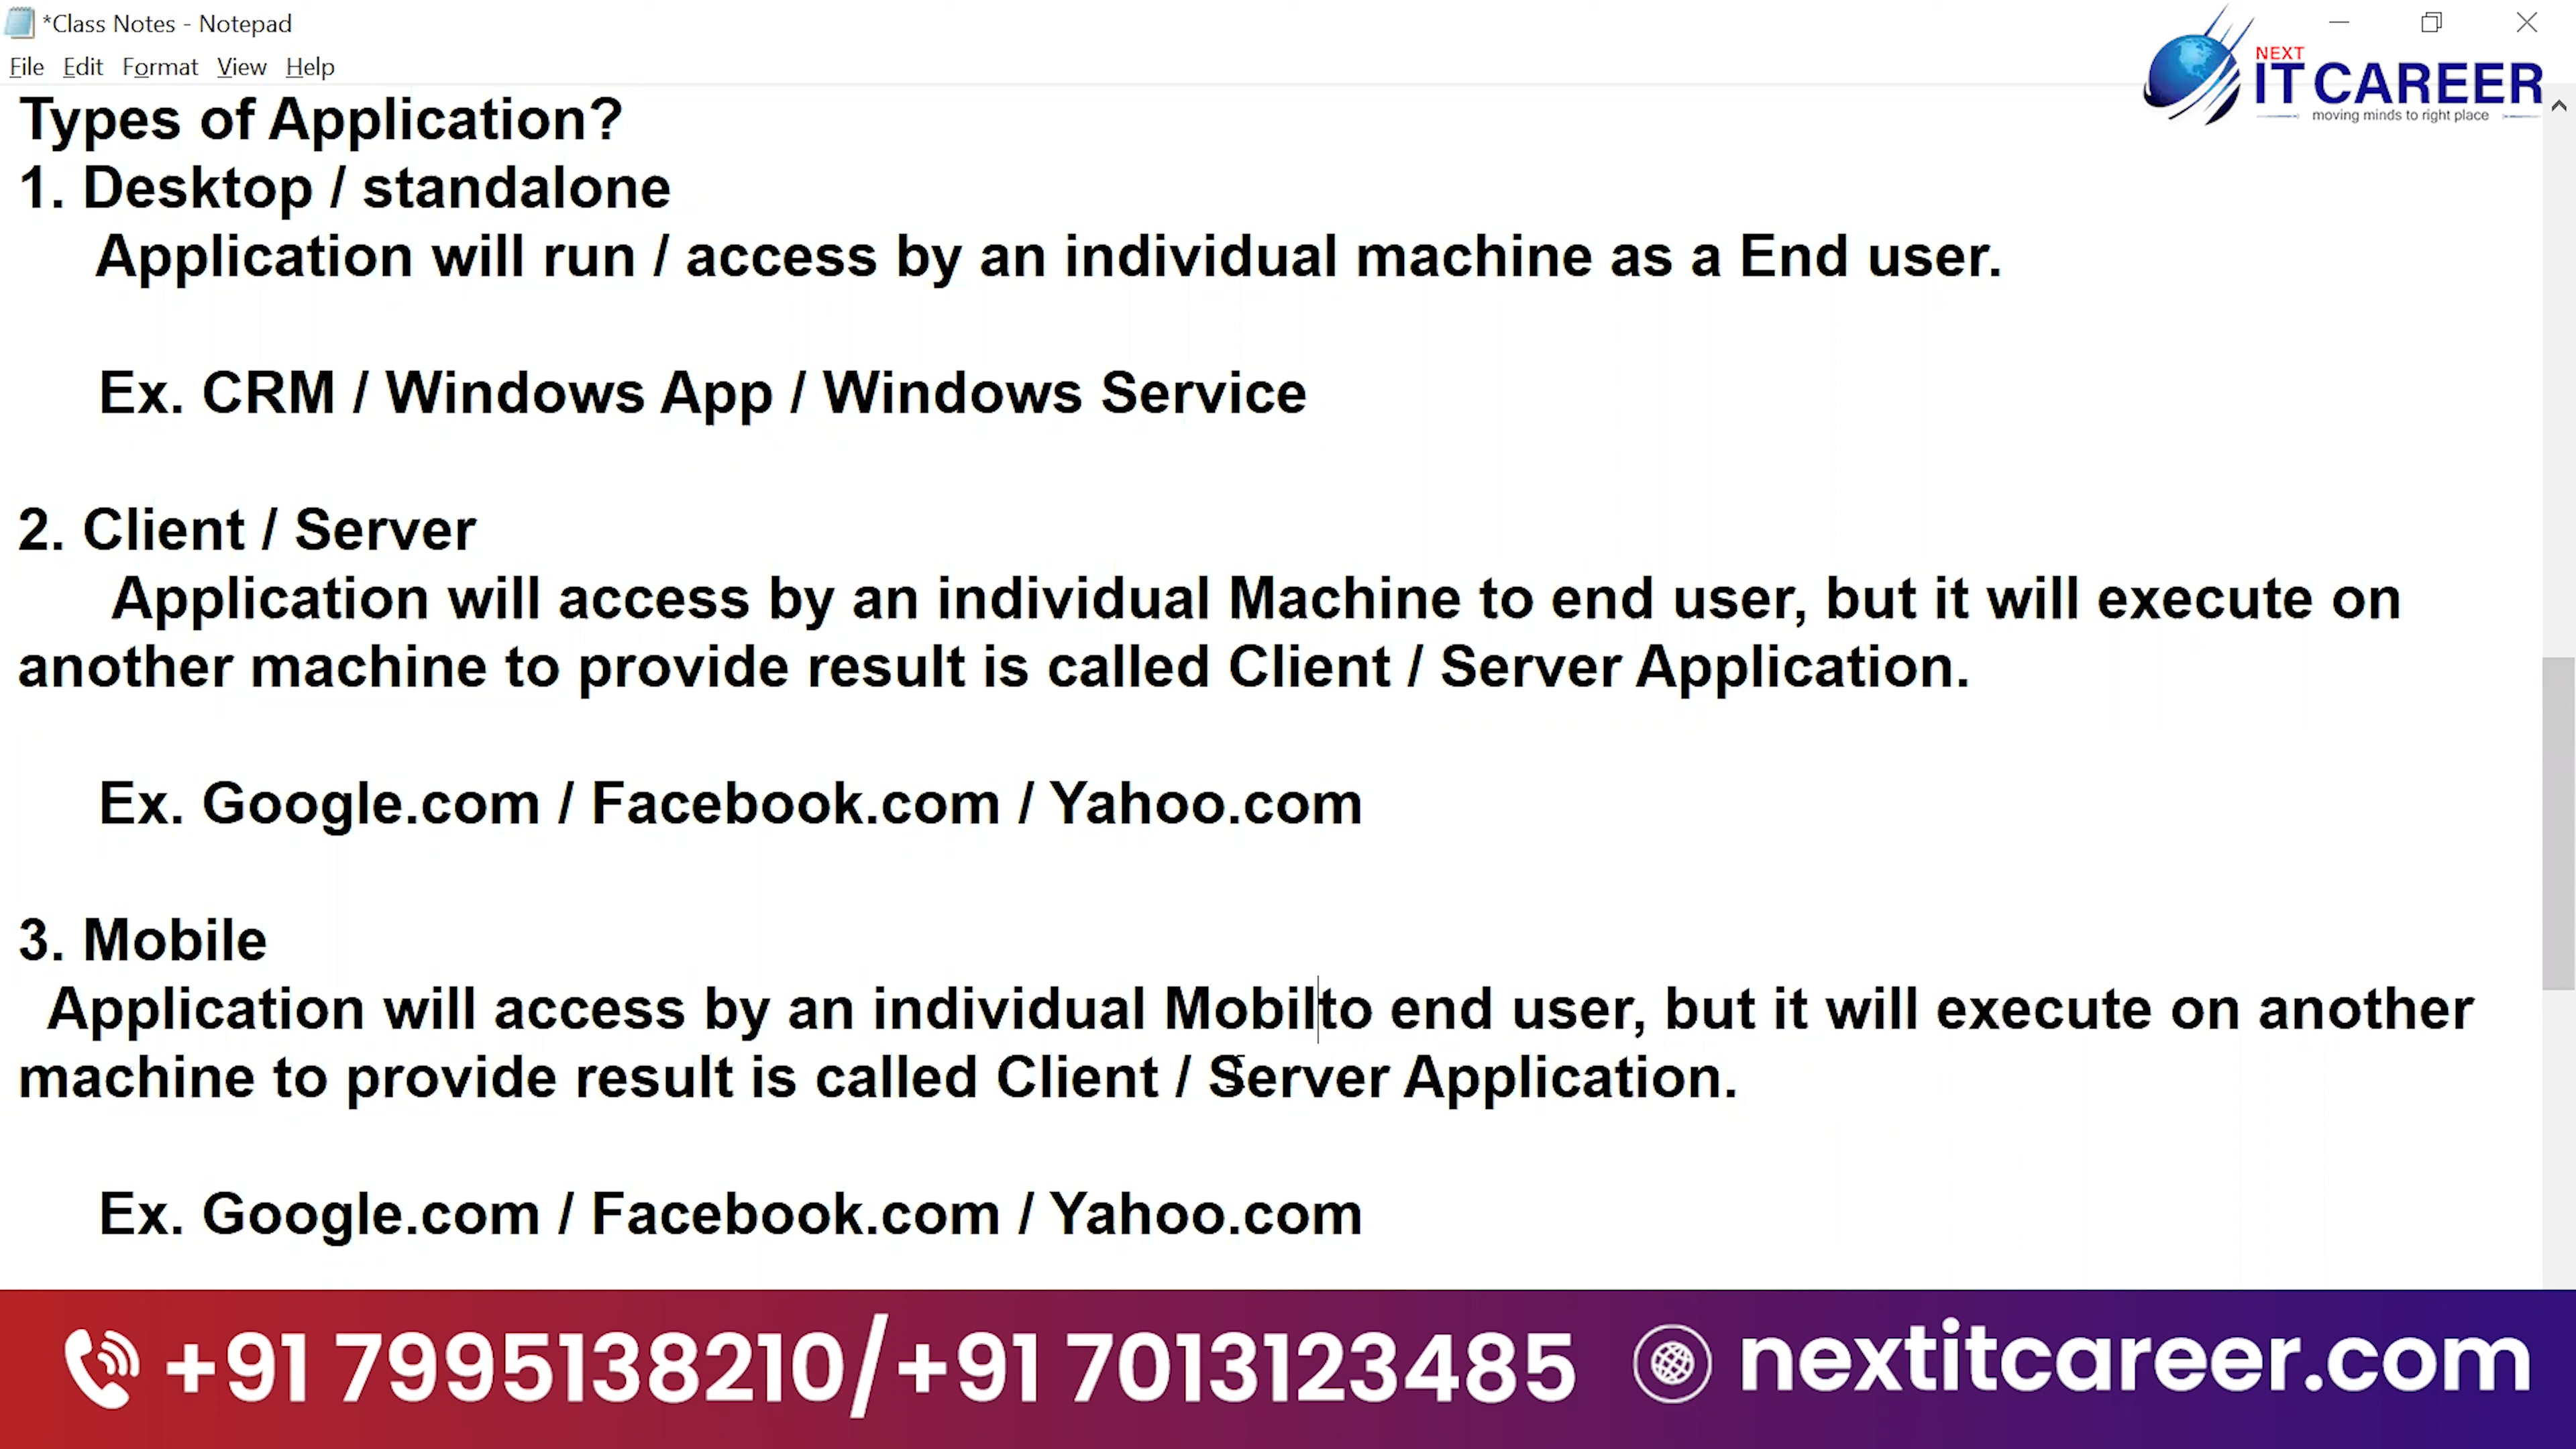 *Class Notes - Notepad
File Edit Format View Help
NEXT
IT CAREER
moving minds to right place
Types of Application?
1. Desktop / standalone
Application will run / access by an individual machine as a End user.
Ex. CRM / Windows App / Windows Service
2. Client / Server
Application will access by an individual Machine to end user, but it will execute on
another machine to provide result is called Client / Server Application.
Ex. Google.com / Facebook.com / Yahoo.com
3. Mobile
Application will access by an individual Mobilto end user, but it will execute on another
machine to provide result is called Client / Server Application.
Ex. Google.com / Facebook.com / Yahoo.com
+91 7995138210/+91 7013123485 nextitcareer.com